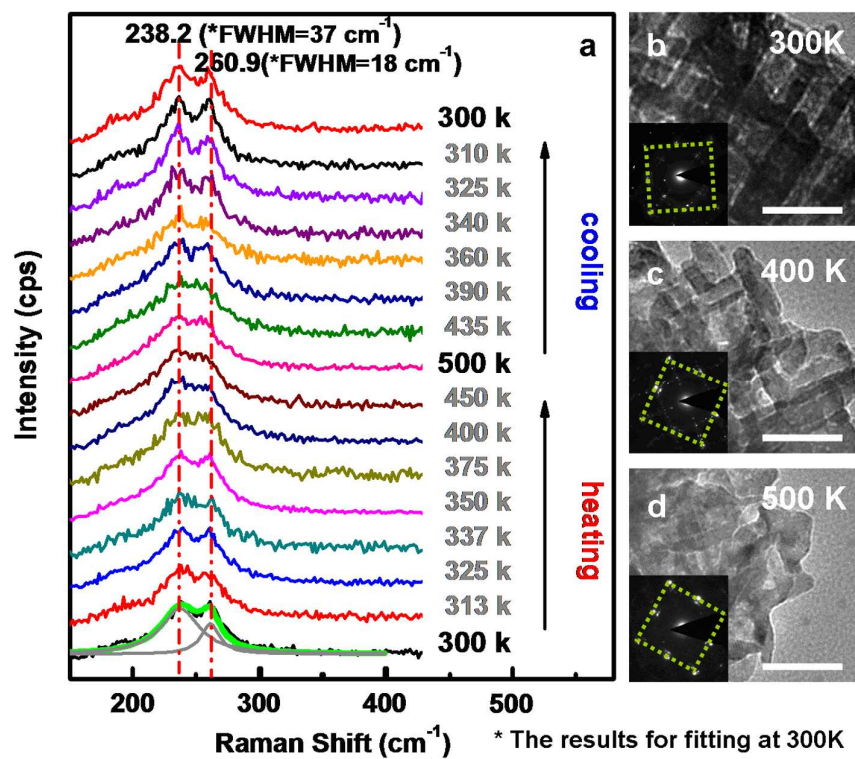 238.2 (*FWHM=37 cm⁻¹)
260.9(*FWHM=18 cm⁻¹)
a
300 k
310 k
325 k
340 k
360 k
390 k
435 k
500 k
450 k
400 k
375 k
350 k
337 k
325 k
313 k
300 k
cooling
heating
Intensity (cps)
200
300
400
500
Raman Shift (cm⁻¹)
b
300K
c
400 K
d
500 K
* The results for fitting at 300K